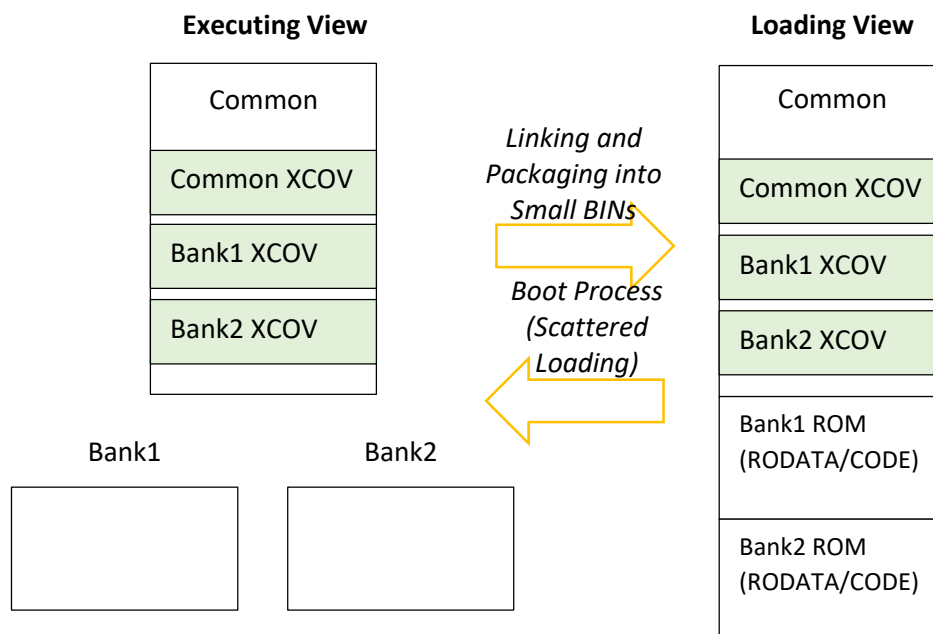 Executing View
Common
Common XCOV
Bank1 XCOV
Bank2 XCOV
Bank1
Bank2
Linking and
Packaging into
Small BINs
Boot Process
(Scattered
Loading)
Loading View
Common
Common XCOV
Bank1 XCOV
Bank2 XCOV
Bank1 ROM
(RODATA/CODE)
Bank2 ROM
(RODATA/CODE)